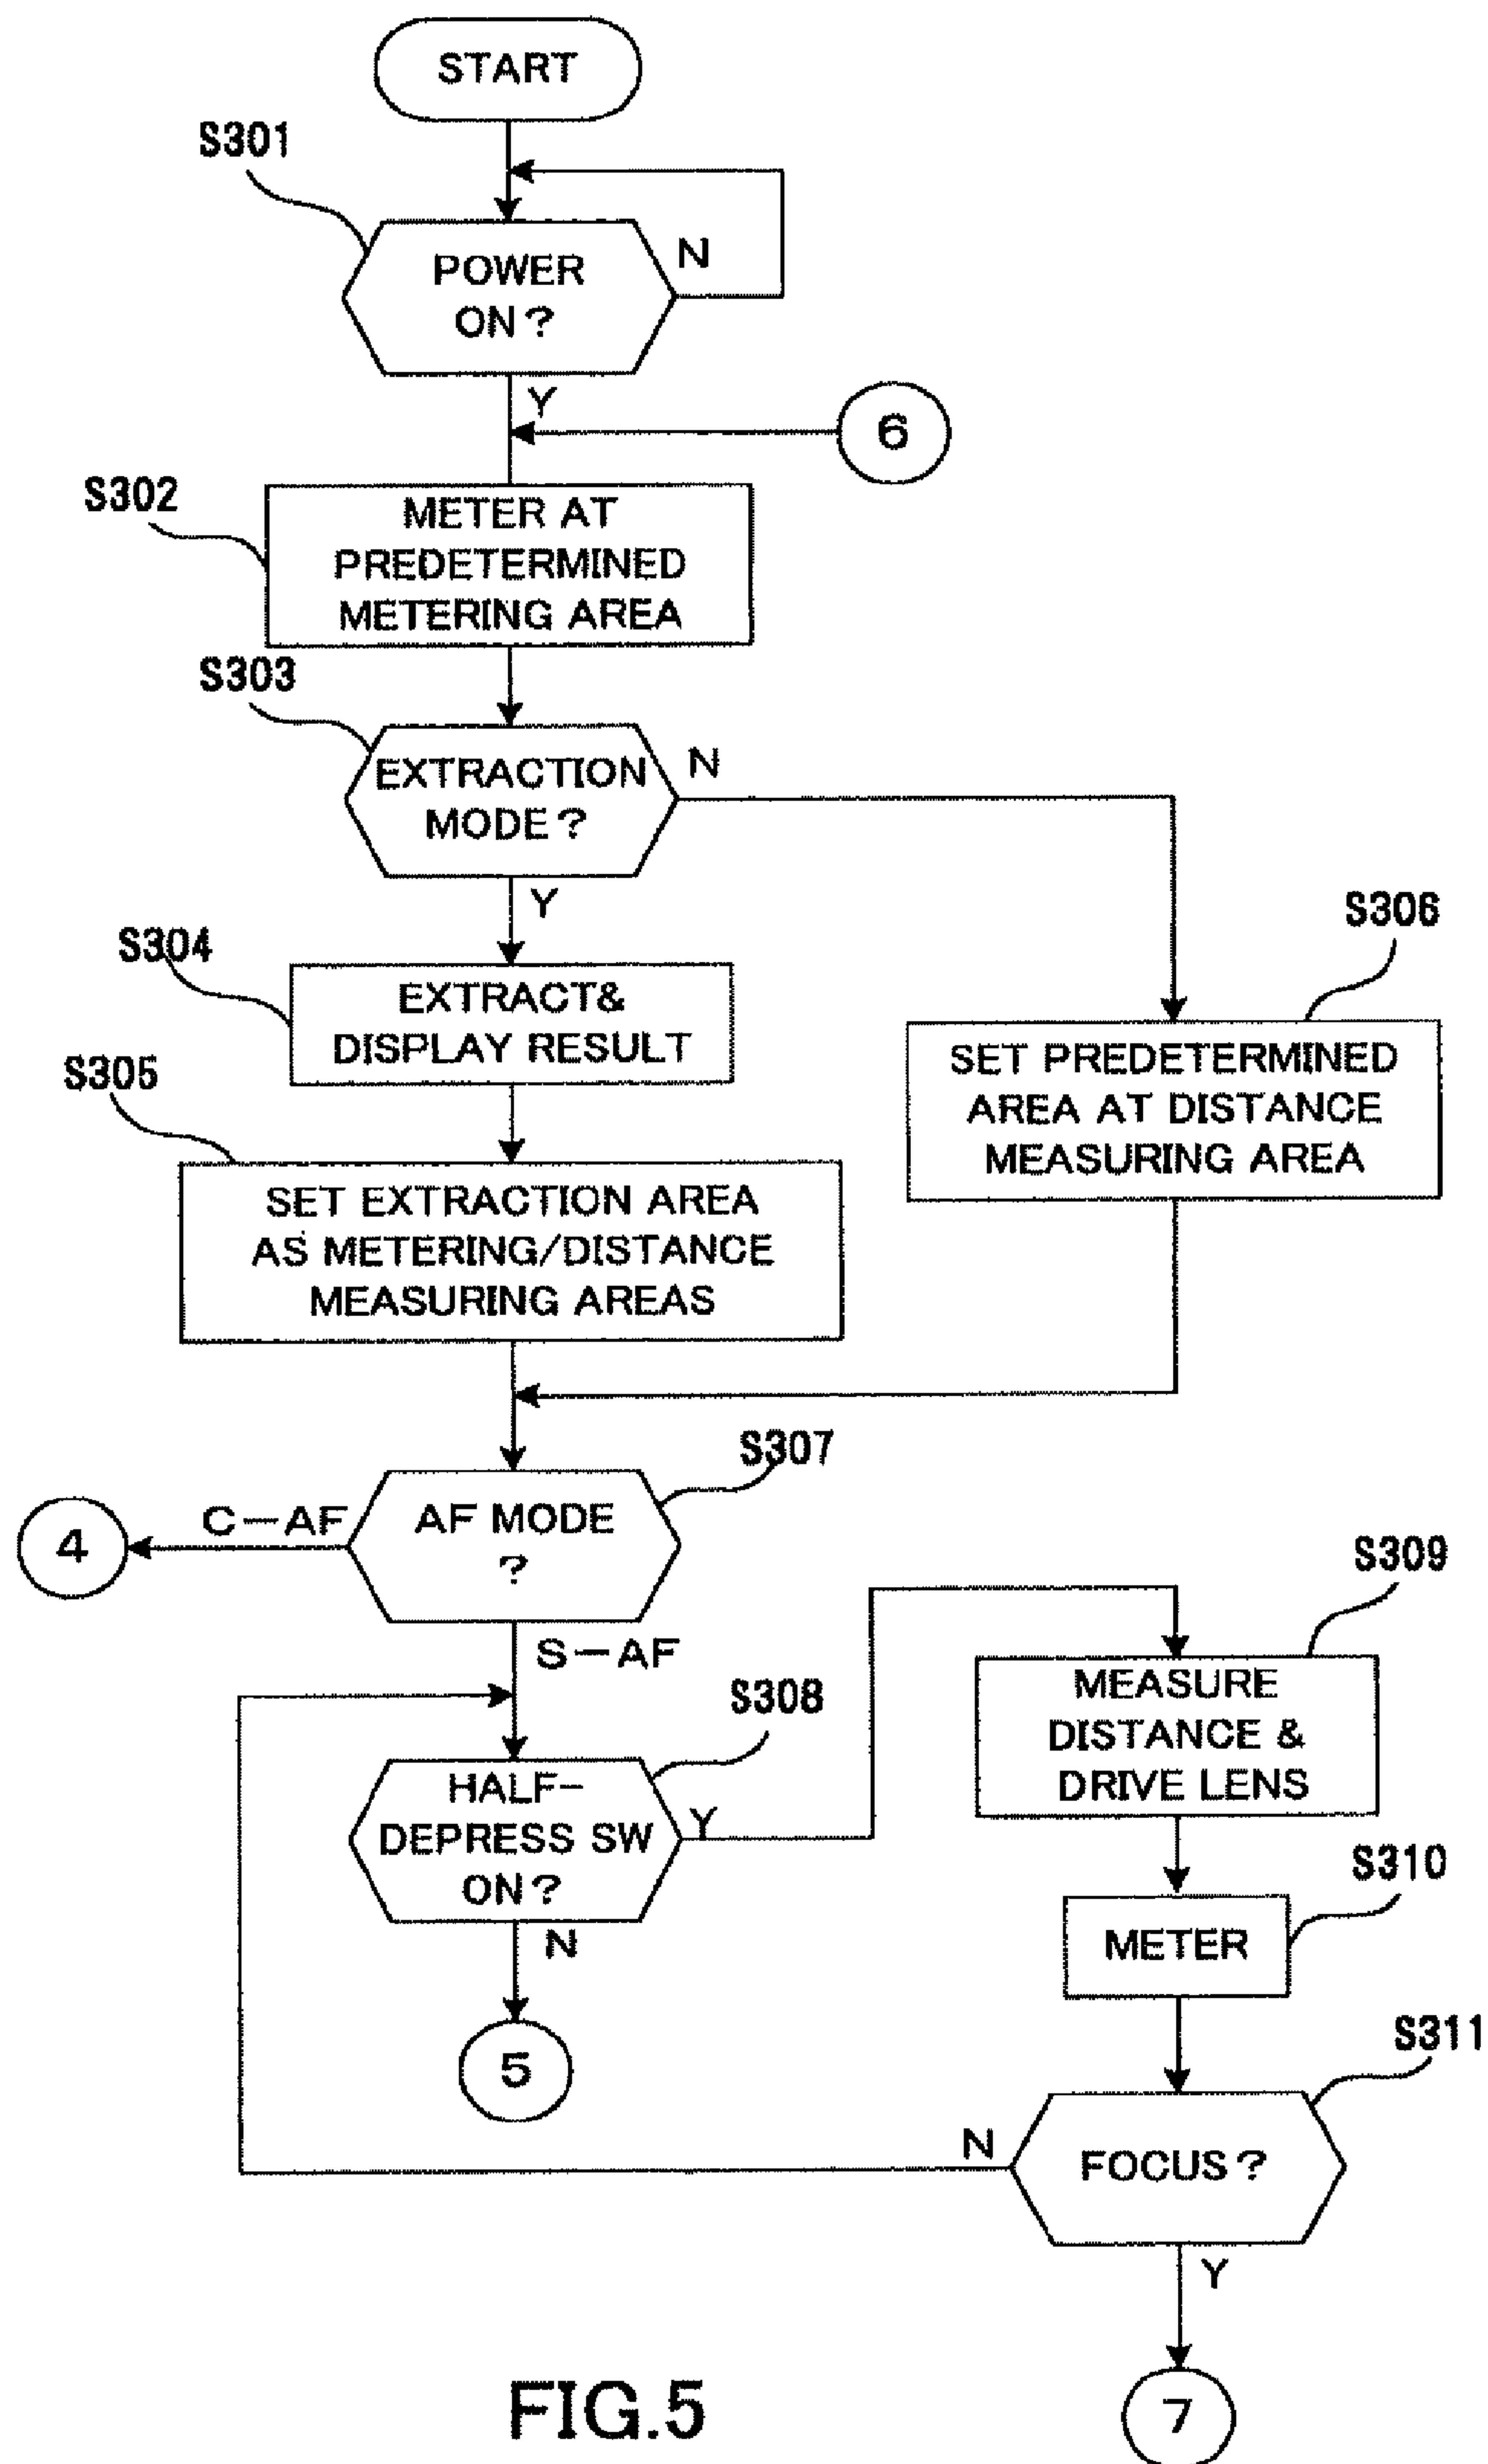 START
S301
POWER
ON?
N
Y
6
S302
METER AT
PREDETERMINED
METERING AREA
S303
EXTRACTION
MODE?
N
Y
S304
EXTRACT&
DISPLAY RESULT
S306
SET PREDETERMINED
AREA AT DISTANCE
MEASURING AREA
S305
SET EXTRACTION AREA
AS METERING/DISTANCE
MEASURING AREAS
S307
AF MODE
?
C-AF
4
S-AF
S308
HALF-
DEPRESS SW
ON?
Y
N
5
S309
MEASURE
DISTANCE &
DRIVE LENS
S310
METER
S311
FOCUS?
N
Y
7
FIG.5